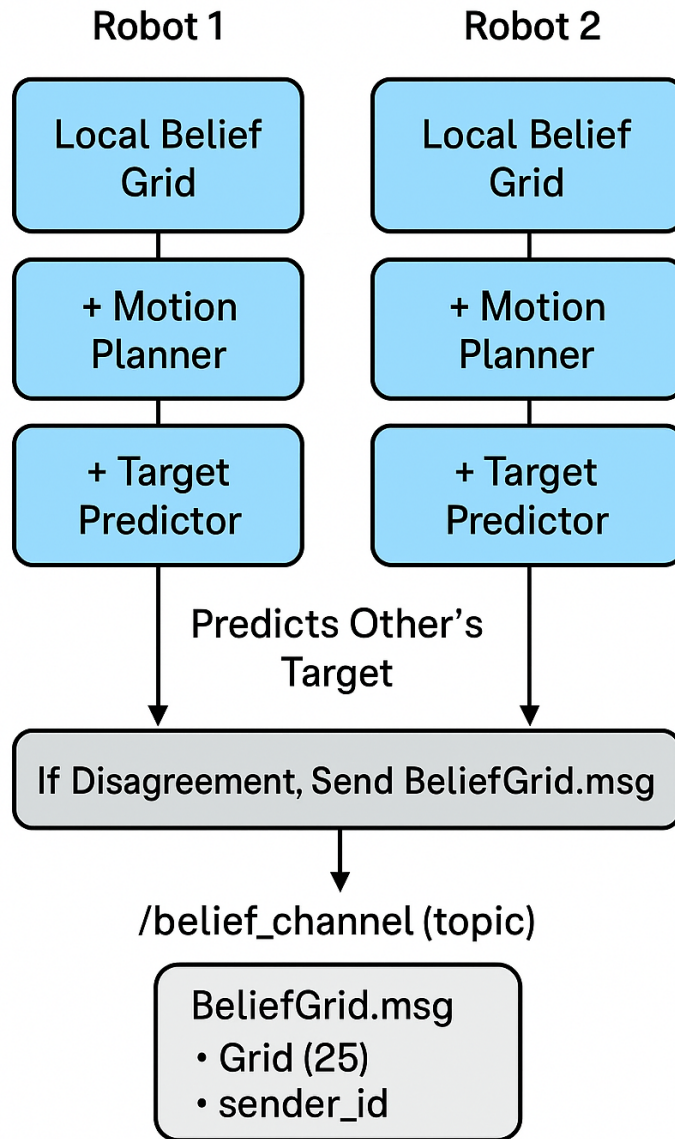 Robot 1
Robot 2
Local Belief
Grid
Local Belief
Grid
+ Motion
Planner
+ Motion
Planner
+ Target
Predictor
+ Target
Predictor
Predicts Other’s
Target
If Disagreement, Send BeliefGrid.msg
/belief_channel (topic)
BeliefGrid.msg
• Grid (25)
• sender_id